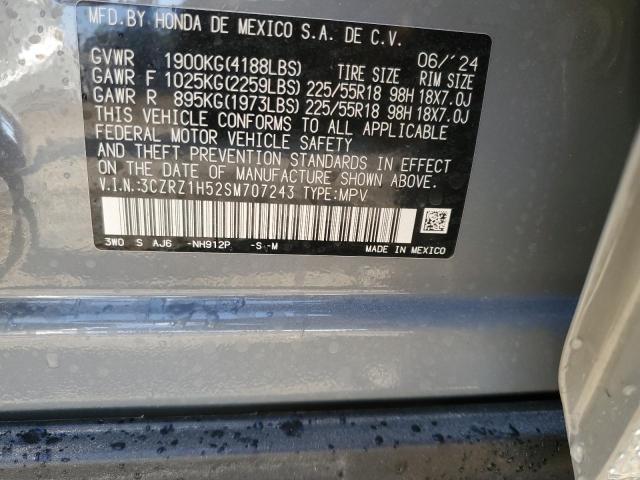 MFD.BY HONDA DE MEXICO S.A. DE C.V.
GVWR 1900KG(4188LBS) TIRE SIZE 06/'24 RIM SIZE
GAWR F 1025KG(2259LBS) 225/55R18 98H 18X7.0J
GAWR R 895KG(1973LBS) 225/55R18 98H 18X7.0J
THIS VEHICLE CONFORMS TO ALL APPLICABLE
FEDERAL MOTOR VEHICLE SAFETY
AND THEFT PREVENTION STANDARDS IN EFFECT
ON THE DATE OF MANUFACTURE SHOWN ABOVE.
V.I.N.:3CZRZ1H52SM707243 TYPE:MPV
3W0 S AJ6 -NH912P -S-M
MADE IN MEXICO